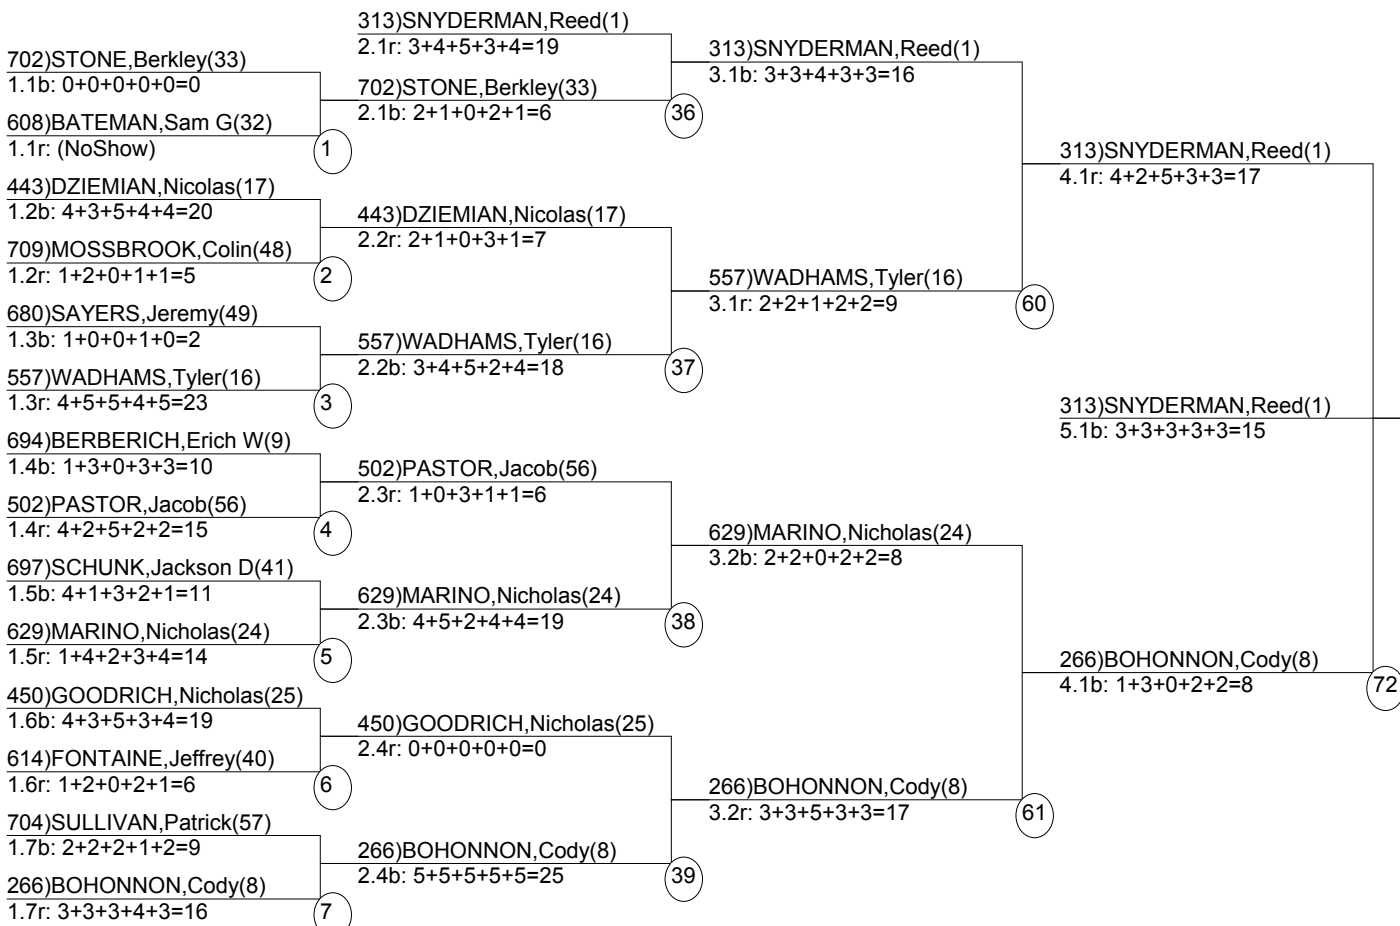 313)SNYDERMAN,Reed(1)
2.1r: 3+4+5+3+4=19
313)SNYDERMAN,Reed(1)
3.1b: 3+3+4+3+3=16
702)STONE,Berkley(33)
1.1b: 0+0+0+0+0=0
702)STONE,Berkley(33)
2.1b: 2+1+0+2+1=6
36
608)BATEMAN,Sam G(32)
1.1r: (NoShow)
1
313)SNYDERMAN,Reed(1)
4.1r: 4+2+5+3+3=17
443)DZIEMIAN,Nicolas(17)
1.2b: 4+3+5+4+4=20
443)DZIEMIAN,Nicolas(17)
2.2r: 2+1+0+3+1=7
709)MOSSBROOK,Colin(48)
1.2r: 1+2+0+1+1=5
2
557)WADHAMS,Tyler(16)
3.1r: 2+2+1+2+2=9
60
680)SAYERS,Jeremy(49)
1.3b: 1+0+0+1+0=2
557)WADHAMS,Tyler(16)
2.2b: 3+4+5+2+4=18
37
557)WADHAMS,Tyler(16)
1.3r: 4+5+5+4+5=23
3
313)SNYDERMAN,Reed(1)
5.1b: 3+3+3+3+3=15
694)BERBERICH,Erich W(9)
1.4b: 1+3+0+3+3=10
502)PASTOR,Jacob(56)
2.3r: 1+0+3+1+1=6
502)PASTOR,Jacob(56)
1.4r: 4+2+5+2+2=15
4
629)MARINO,Nicholas(24)
3.2b: 2+2+0+2+2=8
697)SCHUNK,Jackson D(41)
1.5b: 4+1+3+2+1=11
629)MARINO,Nicholas(24)
2.3b: 4+5+2+4+4=19
38
629)MARINO,Nicholas(24)
1.5r: 1+4+2+3+4=14
5
266)BOHONNON,Cody(8)
4.1b: 1+3+0+2+2=8
72
450)GOODRICH,Nicholas(25)
1.6b: 4+3+5+3+4=19
450)GOODRICH,Nicholas(25)
2.4r: 0+0+0+0+0=0
614)FONTAINE,Jeffrey(40)
1.6r: 1+2+0+2+1=6
6
266)BOHONNON,Cody(8)
3.2r: 3+3+5+3+3=17
61
704)SULLIVAN,Patrick(57)
1.7b: 2+2+2+1+2=9
266)BOHONNON,Cody(8)
2.4b: 5+5+5+5+5=25
39
266)BOHONNON,Cody(8)
1.7r: 3+3+3+4+3=16
7